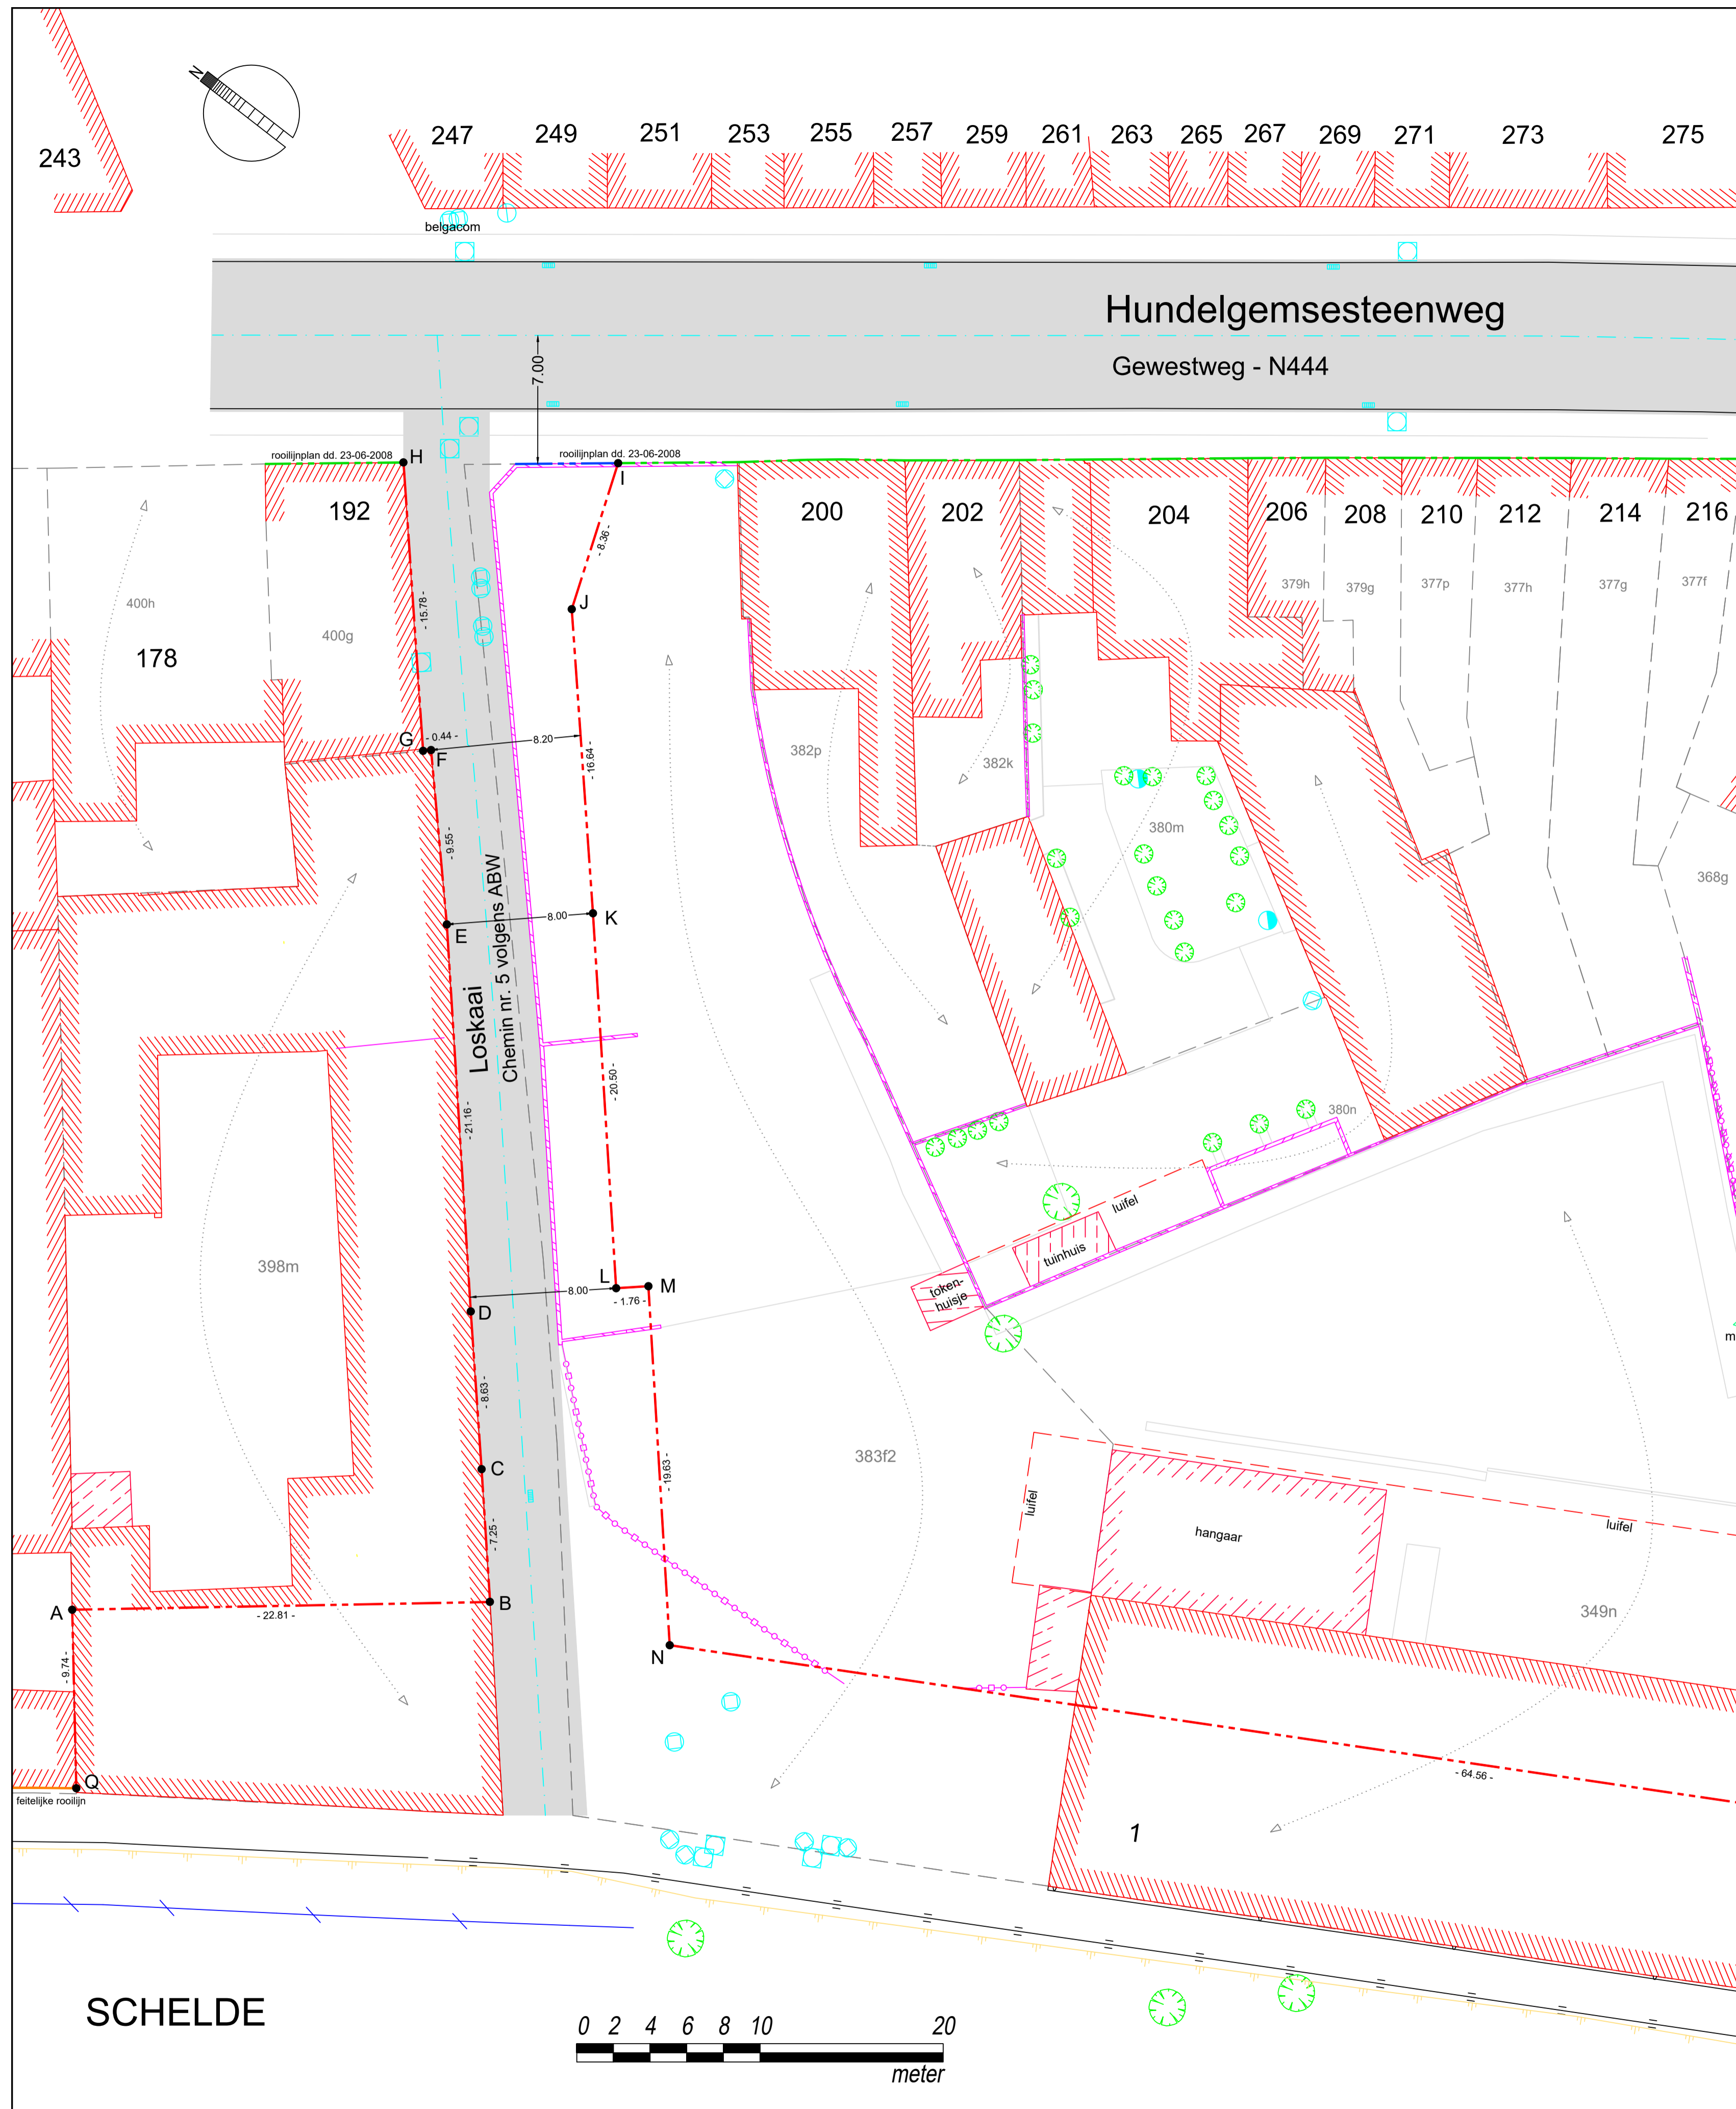 N
243
247
249
251
253
255
257
259
261
263
265
267
269
271
273
275
belgacom
Hundelgemsesteenweg
Gewestweg - N444
7.00
rooilijnplan dd. 23-06-2008
H
rooilijnplan dd. 23-06-2008
I
192
200
202
204
206
208
210
212
214
216
- 8.36 -
400h
400g
178
- 15.78 -
J
379h
379g
377p
377h
377g
377f
G
- 0.44 -
F
8.20
- 16.64 -
382p
382k
380m
368g
- 9.55 -
E
8.00
K
Loskaai
Chemin nr. 5 volgens ABW
- 20.50 -
- 21.16 -
380n
398m
L
M
8.00
- 1.76 -
D
luifel
tuinhuis
token-
huisje
m
- 8.63 -
C
- 19.63 -
383f2
luifel
hangaar
luifel
- 7.25 -
A
B
- 22.81 -
349n
- 9.74 -
N
Q
feitelijke rooilijn
- 64.56 -
1
SCHELDE
0 2 4 6 8 10 20
meter